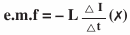 e.m.f = – L △ I / △ t (✗)